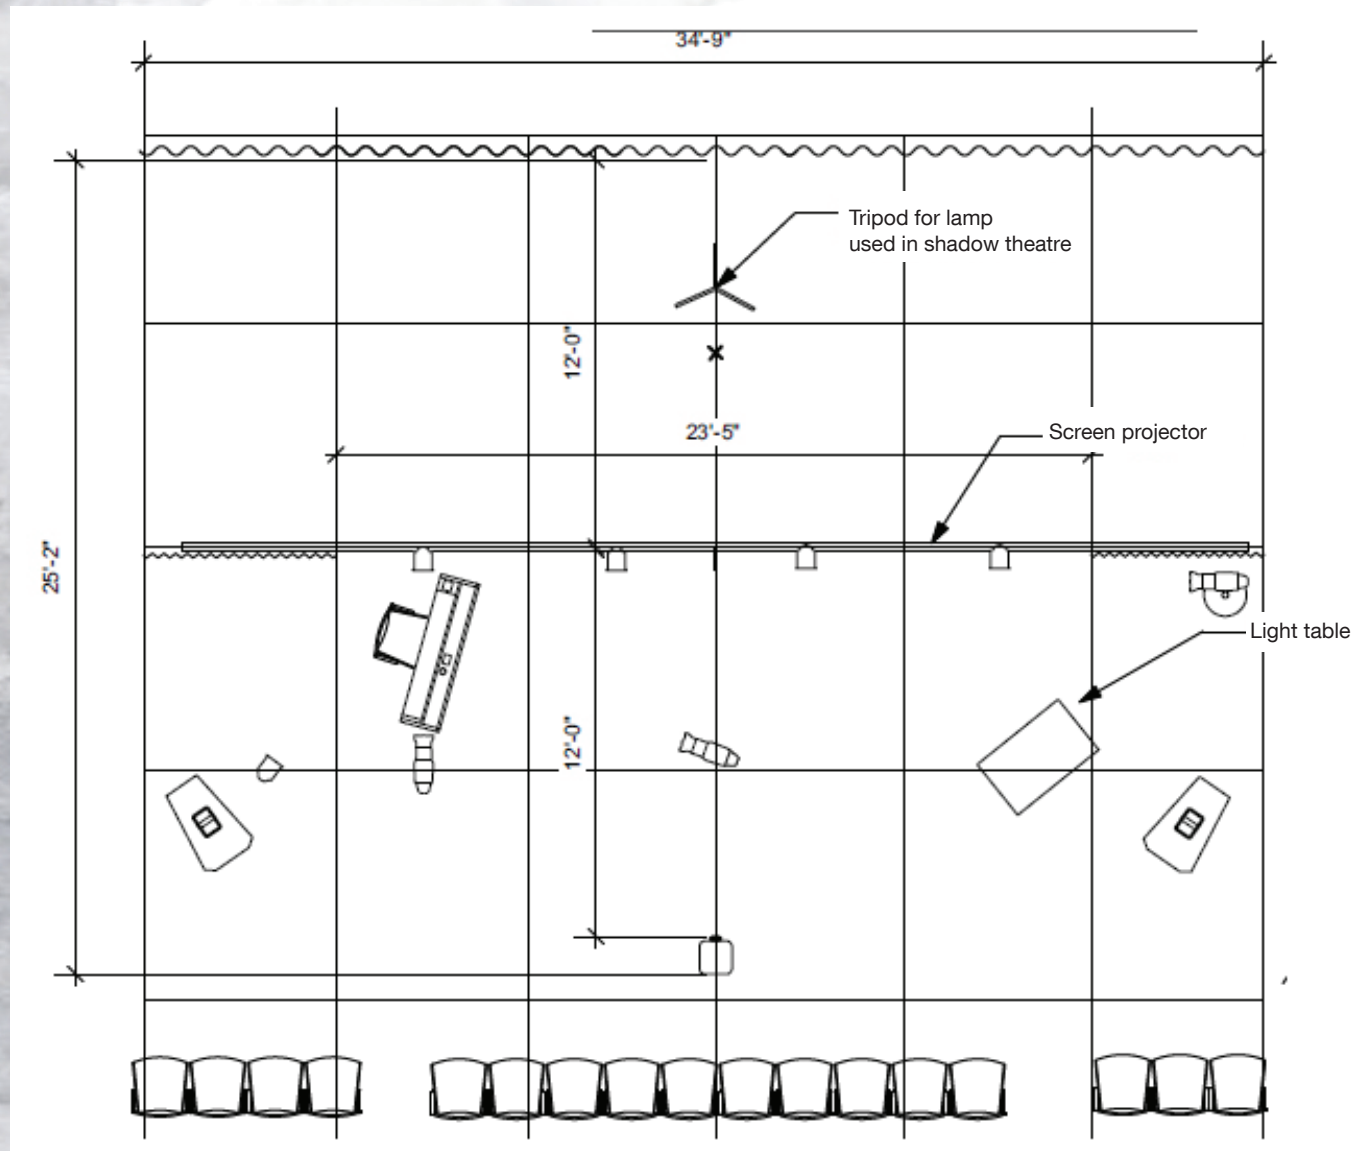 34'-9"
Tripod for lamp
used in shadow theatre
12'-0"
23'-5"
Screen projector
25'-2"
Light table
12'-0"